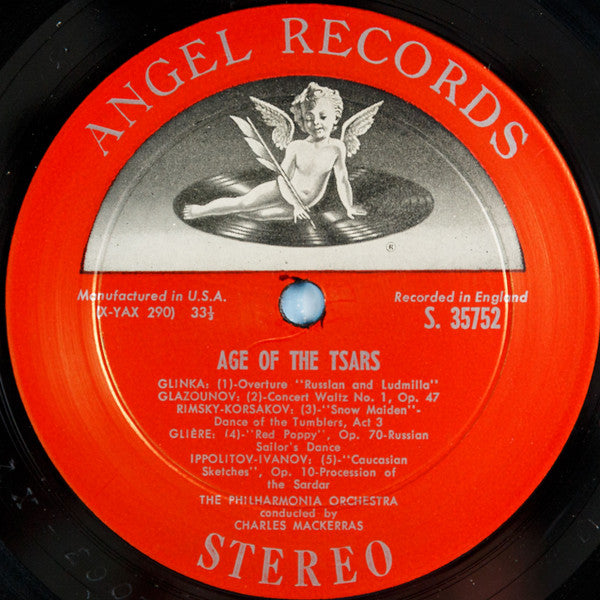 ANGEL RECORDS
®
Manufactured in U.S.A.
(X-YAX 290) 33⅓
Recorded in England
S. 35752
AGE OF THE TSARS
GLINKA: (1)-Overture "Russlan and Ludmilla"
GLAZOUNOV: (2)-Concert Waltz No. 1, Op. 47
RIMSKY-KORSAKOV: (3)-"Snow Maiden"-
Dance of the Tumblers, Act 3
GLIÈRE: (4)-"Red Poppy", Op. 70-Russian
Sailor's Dance
IPPOLITOV-IVANOV: (5)-"Caucasian
Sketches", Op. 10-Procession of
the Sardar
THE PHILHARMONIA ORCHESTRA
conducted by
CHARLES MACKERRAS
STEREO